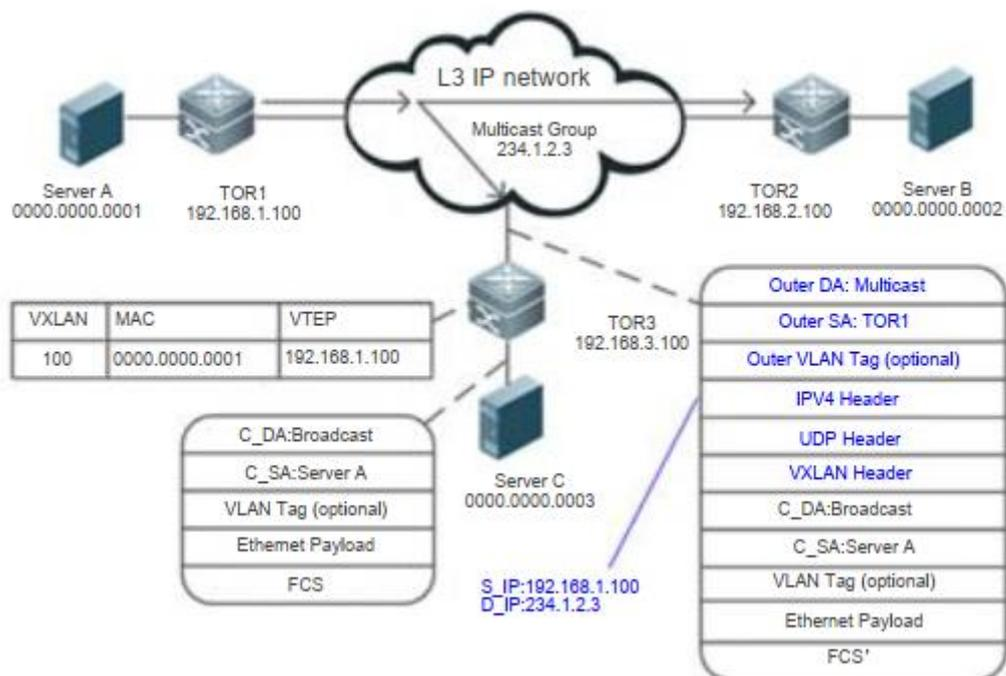 L3 IP network
Multicast Group
234.1.2.3
Server A
0000.0000.0001
TOR1
192.168.1.100
TOR2
192.168.2.100
Server B
0000.0000.0002
VXLAN MAC VTEP
100 0000.0000.0001 192.168.1.100
TOR3
192.168.3.100
C_DA:Broadcast
C_SA:Server A
VLAN Tag (optional)
Ethernet Payload
FCS
Server C
0000.0000.0003
S_IP:192.168.1.100
D_IP:234.1.2.3
Outer DA: Multicast
Outer SA: TOR1
Outer VLAN Tag (optional)
IPV4 Header
UDP Header
VXLAN Header
C_DA:Broadcast
C_SA:Server A
VLAN Tag (optional)
Ethernet Payload
FCS'